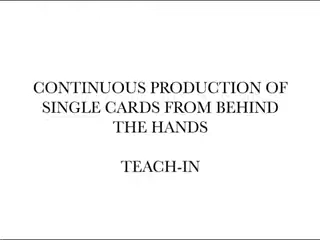 CONTINUOUS PRODUCTION OF
SINGLE CARDS FROM BEHIND
THE HANDS
TEACH-IN